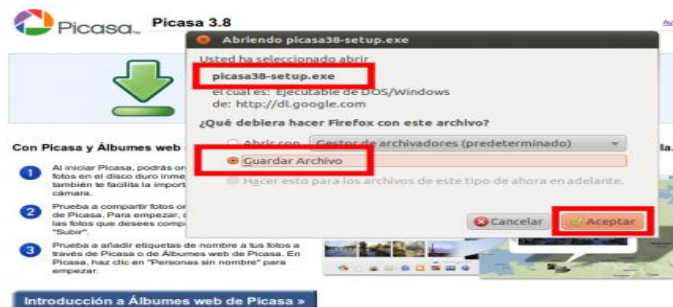 Picasa™ Picasa 3.8
Abriendo picasa38-setup.exe
Usted ha seleccionado abrir
picasa38-setup.exe
el cual es: Ejecutable de DOS/Windows
de: http://dl.google.com
¿Qué debiera hacer Firefox con este archivo?
Abrir con Gestor de archivadores (predeterminado)
Guardar Archivo
Hacer esto para los archivos de este tipo de ahora en adelante.
Cancelar Aceptar
Con Picasa y Álbumes web
la.
1 Al iniciar Picasa, podrás
fotos en el disco duro
también te facilita la
cámara.
2 Prueba a compartir fotos
de Picasa. Para empezar,
las fotos que desees
"Subir".
3 Prueba a añadir etiquetas de nombre a tus fotos a
través de Picasa o de Álbumes web de Picasa. En
Picasa, haz clic en "Personas sin nombre" para
empezar.
Introducción a Álbumes web de Picasa »